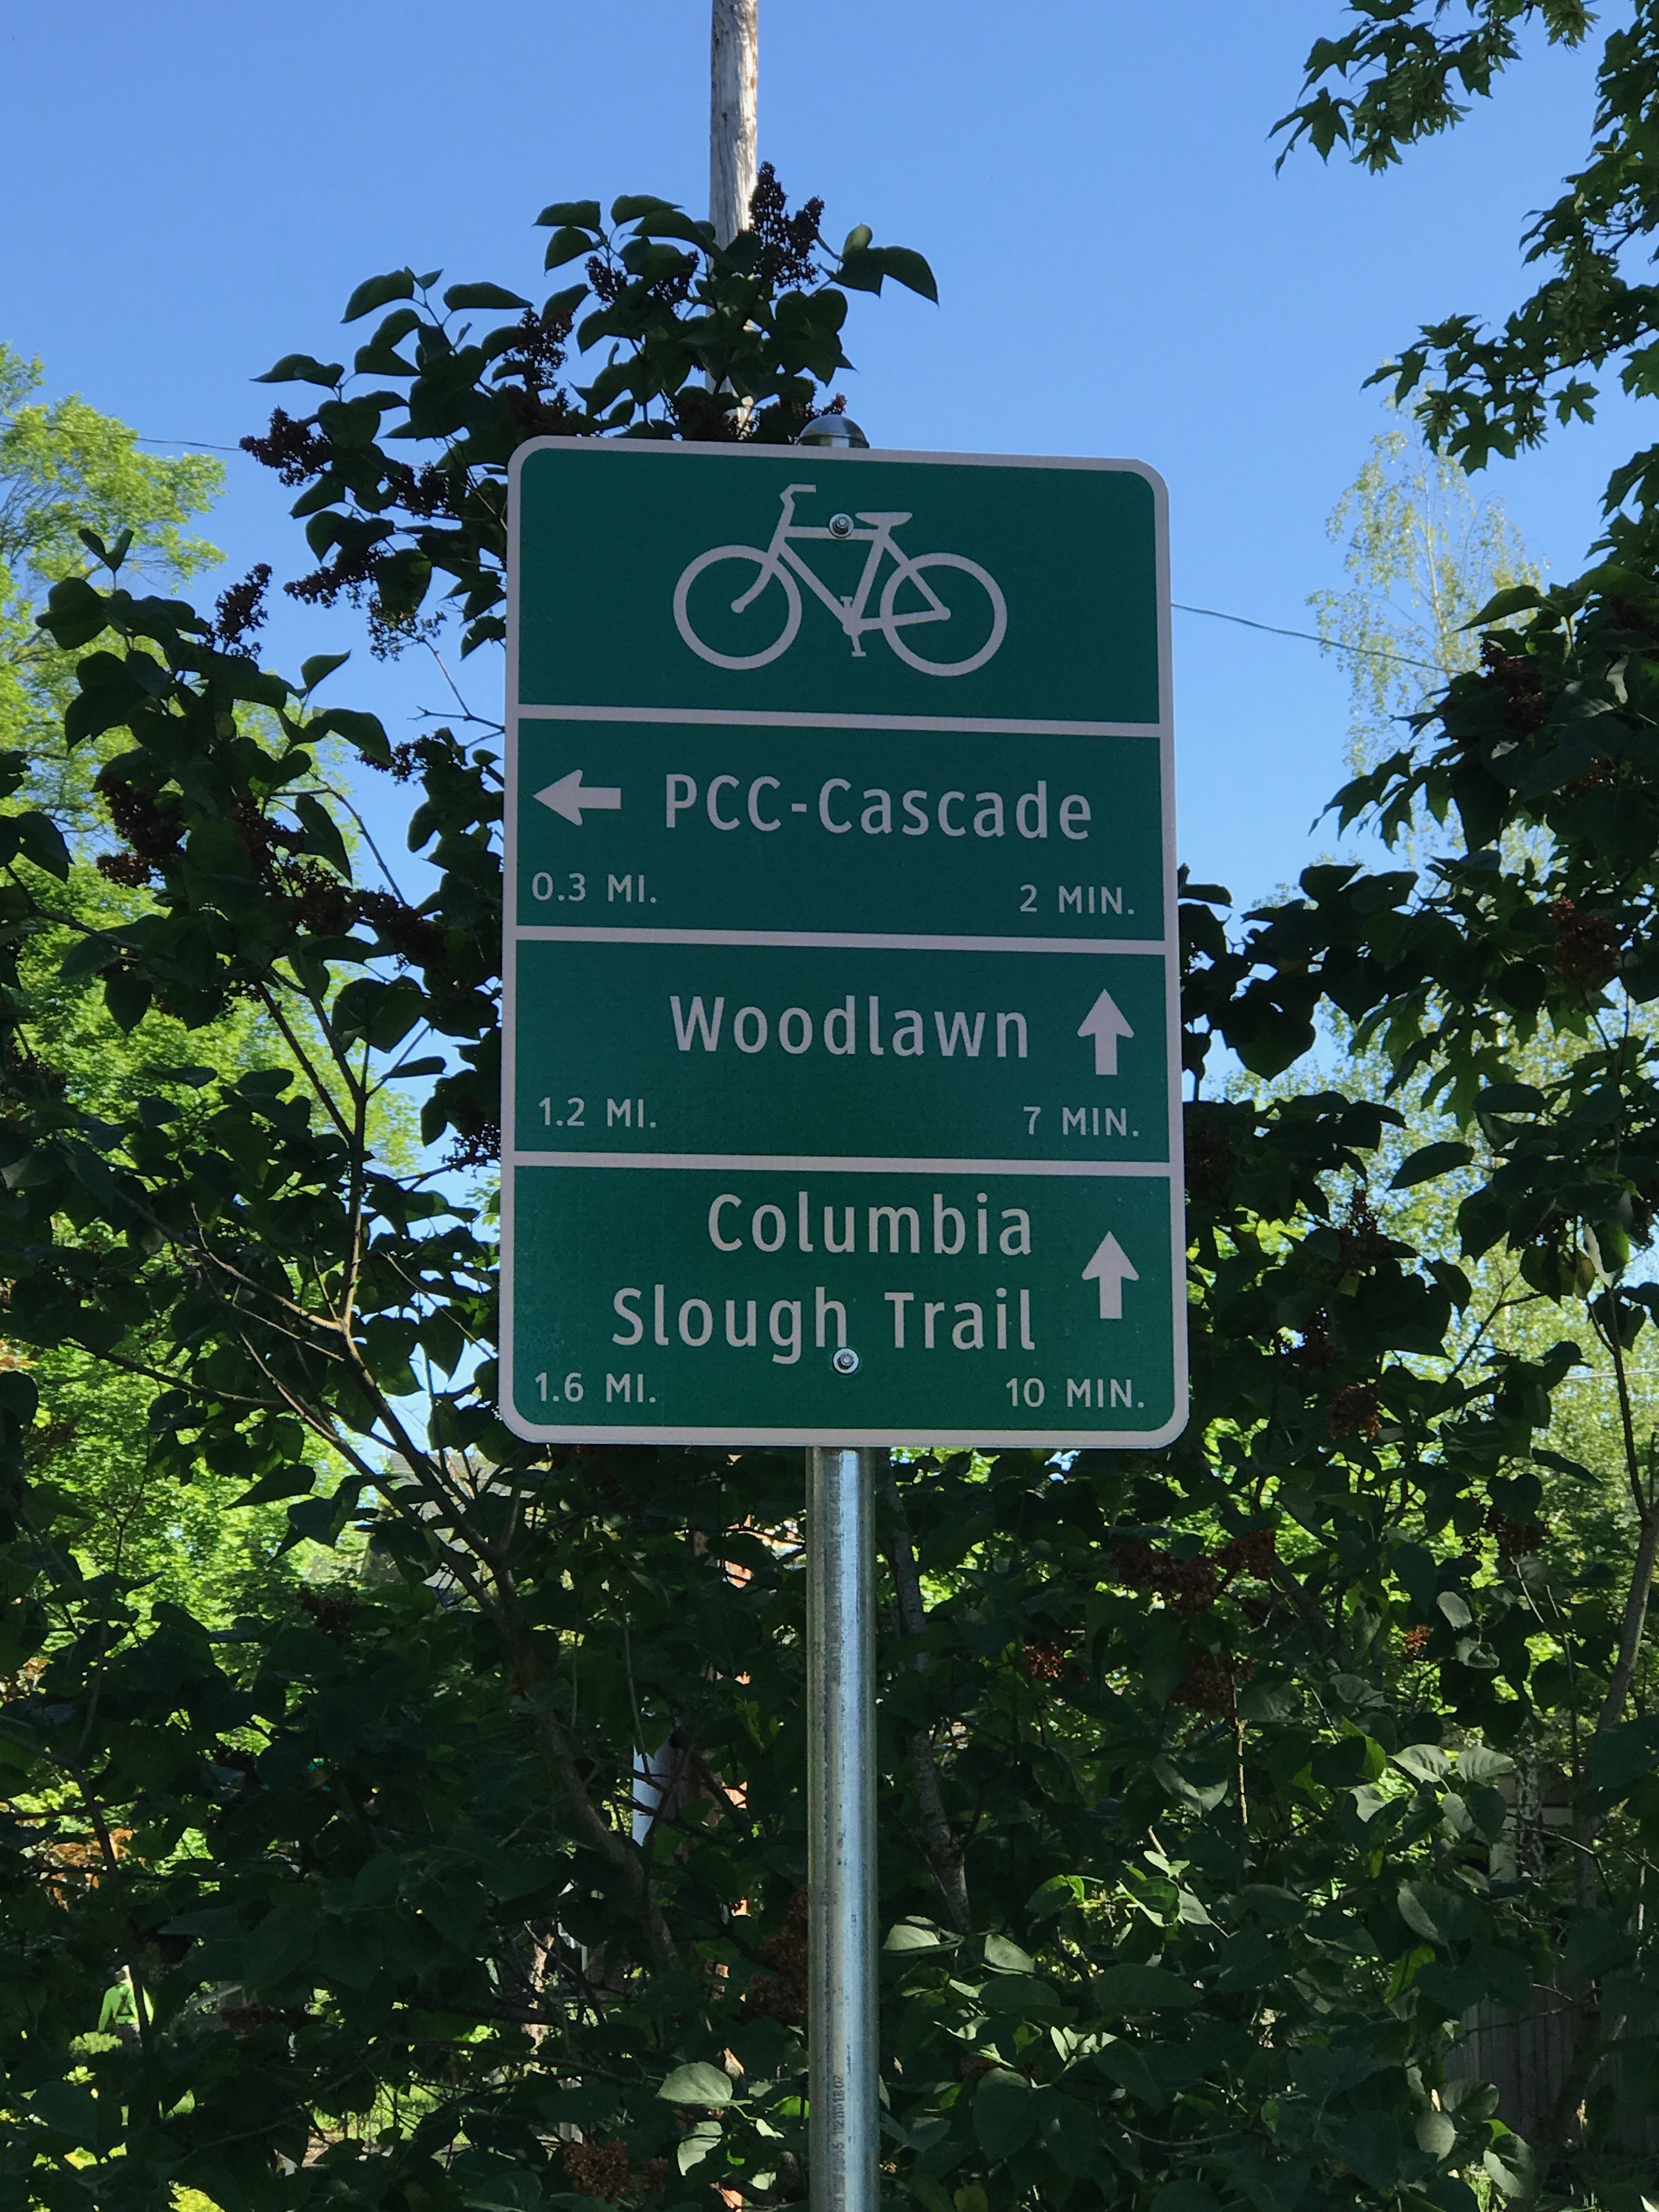 PCC-Cascade
0.3 MI. 2 MIN.
Woodlawn
1.2 MI. 7 MIN.
Columbia
Slough Trail
1.6 MI. 10 MIN.